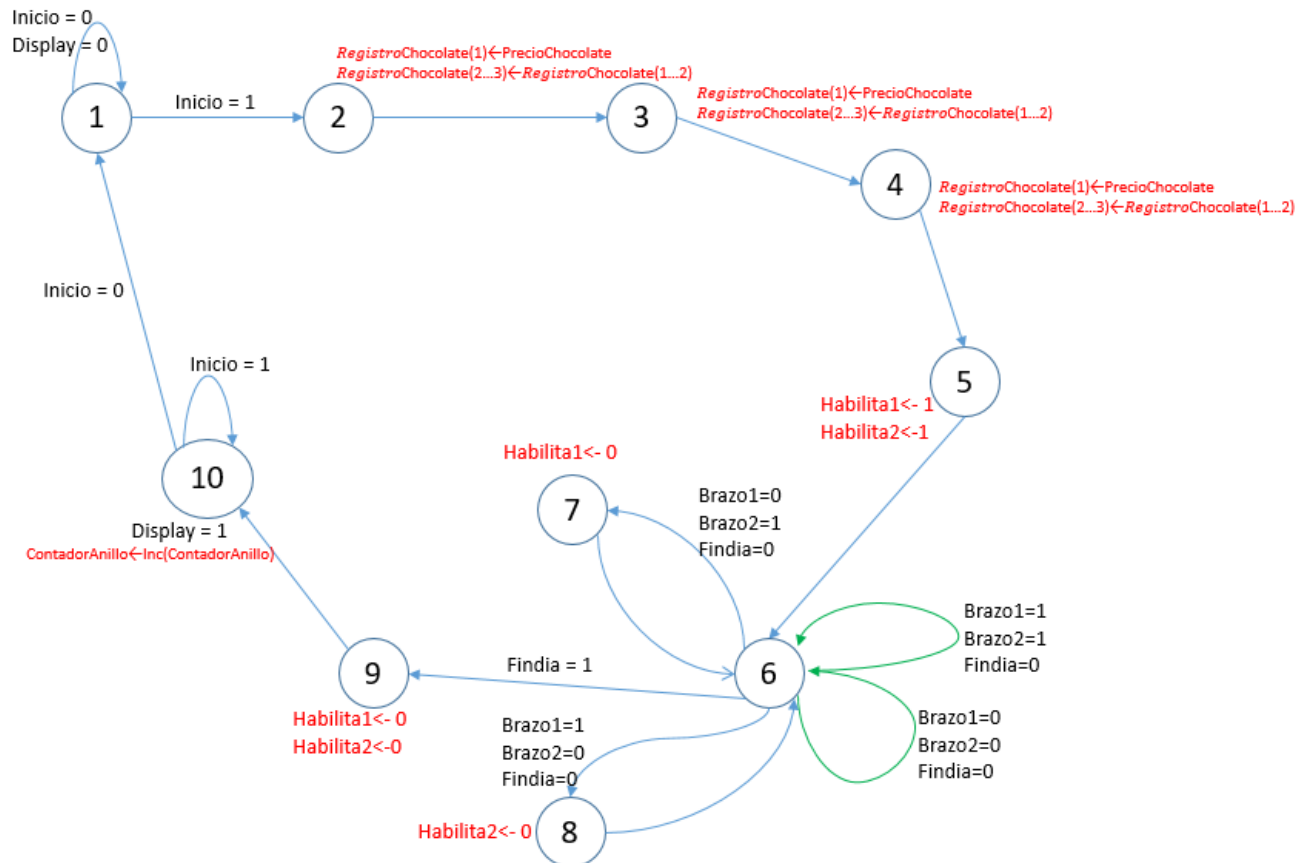 Inicio = 0
Display = 0
1
Inicio = 1
2
RegistroChocolate(1)←PrecioChocolate
RegistroChocolate(2...3)←RegistroChocolate(1...2)
3
RegistroChocolate(1)←PrecioChocolate
RegistroChocolate(2...3)←RegistroChocolate(1...2)
4
RegistroChocolate(1)←PrecioChocolate
RegistroChocolate(2...3)←RegistroChocolate(1...2)
5
Habilita1<- 1
Habilita2<-1
Inicio = 0
Inicio = 1
10
Display = 1
ContadorAnillo←Inc(ContadorAnillo)
Habilita1<- 0
7
Brazo1=0
Brazo2=1
Findia=0
6
Brazo1=1
Brazo2=1
Findia=0
Brazo1=0
Brazo2=0
Findia=0
Findia = 1
9
Habilita1<- 0
Habilita2<-0
Brazo1=1
Brazo2=0
Findia=0
8
Habilita2<- 0